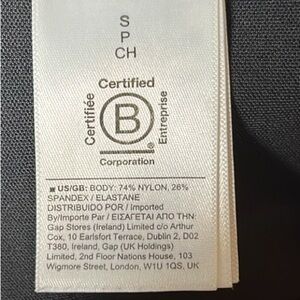 S
P
CH
Certified
Certifiée
B
®
Entreprise
Corporation
■ US/GB: BODY: 74% NYLON, 26%
SPANDEX / ELASTANE
DISTRIBUIDO POR / Imported
By/Importe Par / ΕΙΣΑΓΕΤΑΙ ΑΠΟ ΤΗΝ:
Gap Stores (Ireland) Limited c/o Arthur
Cox, 10 Earlsfort Terrace, Dublin 2, D02
T380, Ireland, Gap (UK Holdings)
Limited, 2nd Floor Nations House, 103
Wigmore Street, London, W1U 1QS, UK